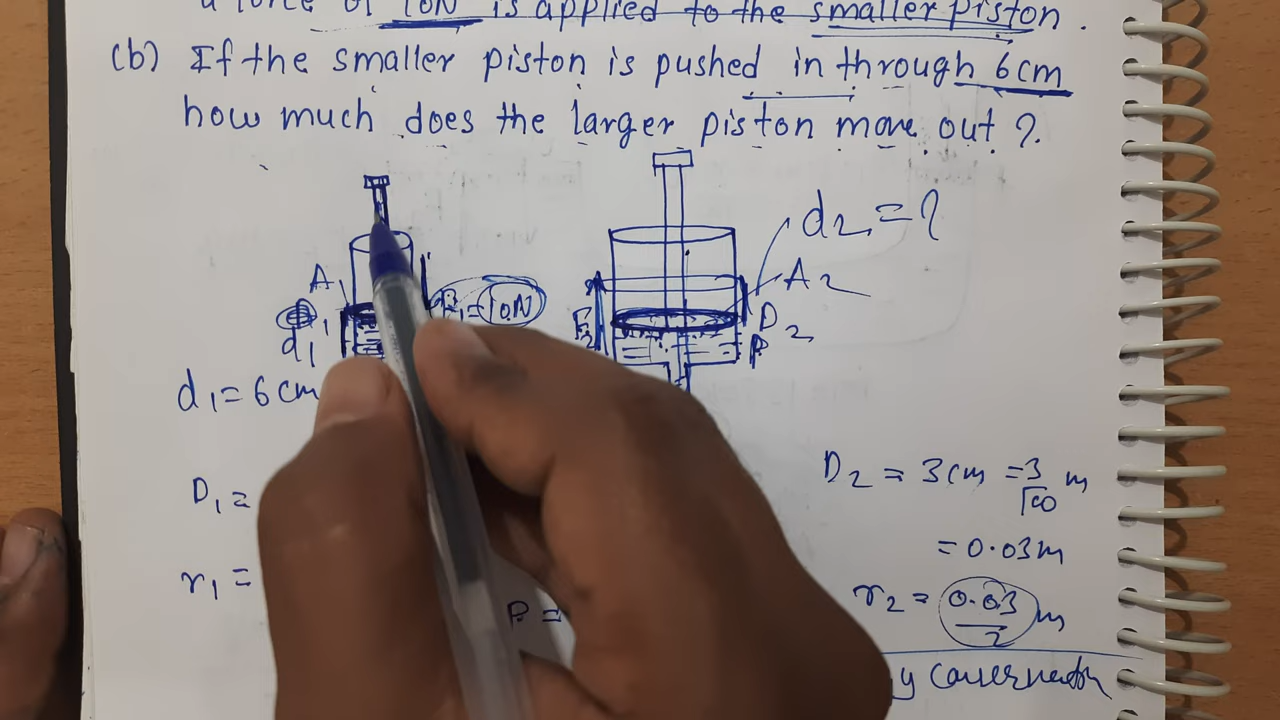 a force of 10N is applied to the smaller piston.
(b) If the smaller piston is pushed in through 6cm
how much does the larger piston move out ?.
d2 = ?
A1
A2
F1 = 10N
F2
D2
P
d1
d1 = 6cm
D1 =
D2 = 3cm = 3/100 m
= 0.03m
r1 =
r2 = 0.03/2 m
P =